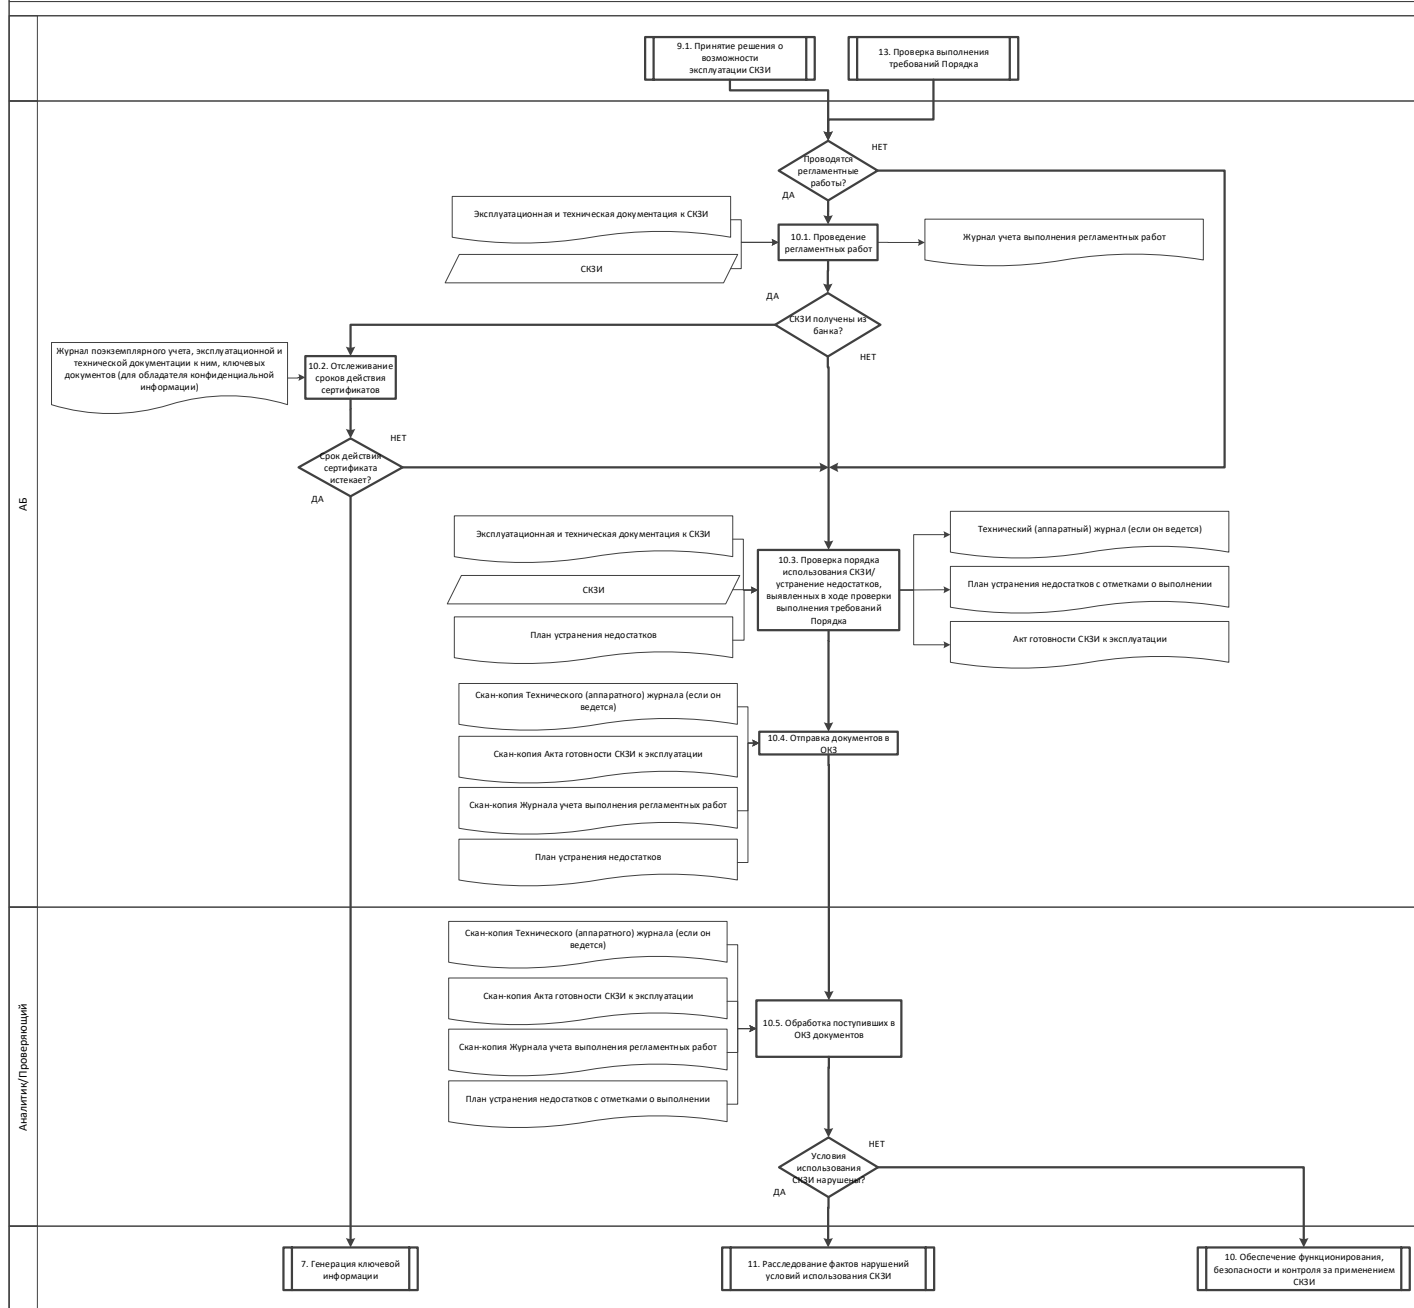 9.1. Принятие решения о
возможности
эксплуатации СКЗИ
13. Проверка выполнения
требований Порядка
АБ
Проводятся
регламентные
работы?
НЕТ
ДА
Эксплуатационная и техническая документация к СКЗИ
СКЗИ
10.1. Проведение
регламентных работ
Журнал учета выполнения регламентных работ
ДА
СКЗИ получены из
банка?
НЕТ
Журнал поэкземплярного учета, эксплуатационной и
технической документации к ним, ключевых
документов (для обладателя конфиденциальной
информации)
10.2. Отслеживание
сроков действия
сертификатов
НЕТ
Срок действия
сертификата
истекает?
ДА
Эксплуатационная и техническая документация к СКЗИ
СКЗИ
План устранения недостатков
10.3. Проверка порядка
использования СКЗИ/
устранение недостатков,
выявленных в ходе проверки
выполнения требований
Порядка
Технический (аппаратный) журнал (если он ведется)
План устранения недостатков с отметками о выполнении
Акт готовности СКЗИ к эксплуатации
Скан-копия Технического (аппаратного) журнала (если он
ведется)
Скан-копия Акта готовности СКЗИ к эксплуатации
Скан-копия Журнала учета выполнения регламентных работ
План устранения недостатков
10.4. Отправка документов в
ОКЗ
Аналитик/Проверяющий
Скан-копия Технического (аппаратного) журнала (если он
ведется)
Скан-копия Акта готовности СКЗИ к эксплуатации
Скан-копия Журнала учета выполнения регламентных работ
План устранения недостатков с отметками о выполнении
10.5. Обработка поступивших в
ОКЗ документов
Условия
использования
СКЗИ нарушены?
НЕТ
ДА
7. Генерация ключевой
информации
11. Расследование фактов нарушений
условий использования СКЗИ
10. Обеспечение функционирования,
безопасности и контроля за применением
СКЗИ